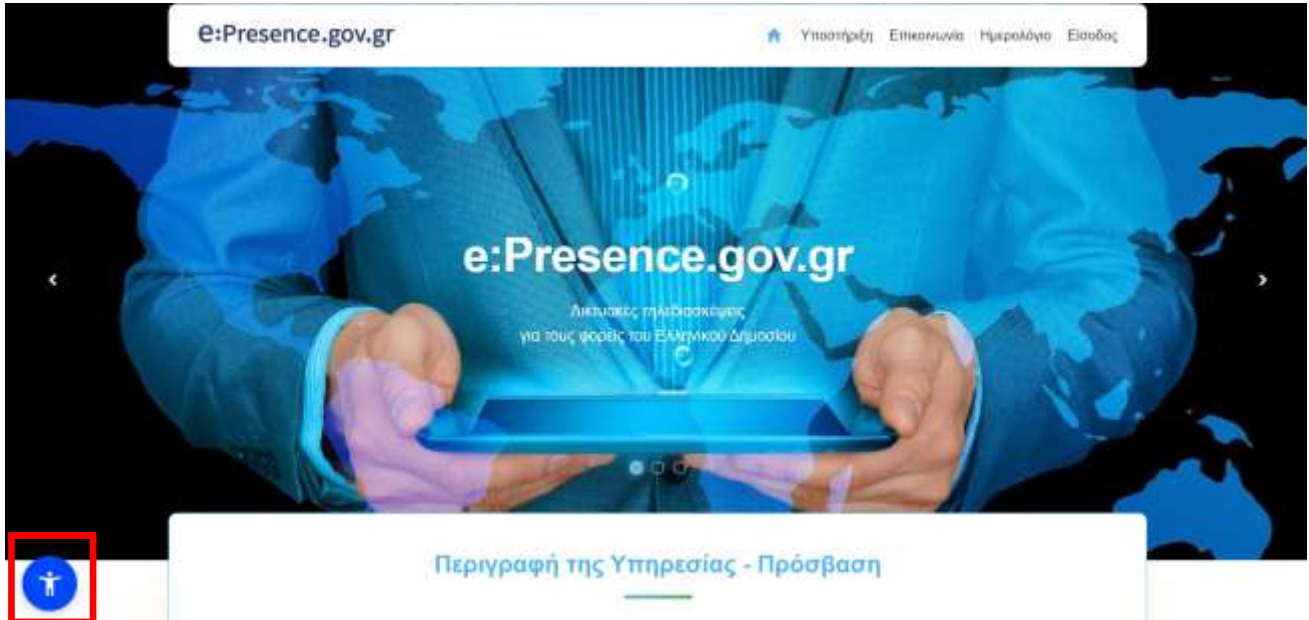 e:Presence.gov.gr
Υποστήριξη Επικοινωνία Ημερολόγιο Είσοδος
e:Presence.gov.gr
Δικτυακές τηλεδιασκέψεις
για τους φορείς του Ελληνικού Δημοσίου
Περιγραφή της Υπηρεσίας - Πρόσβαση